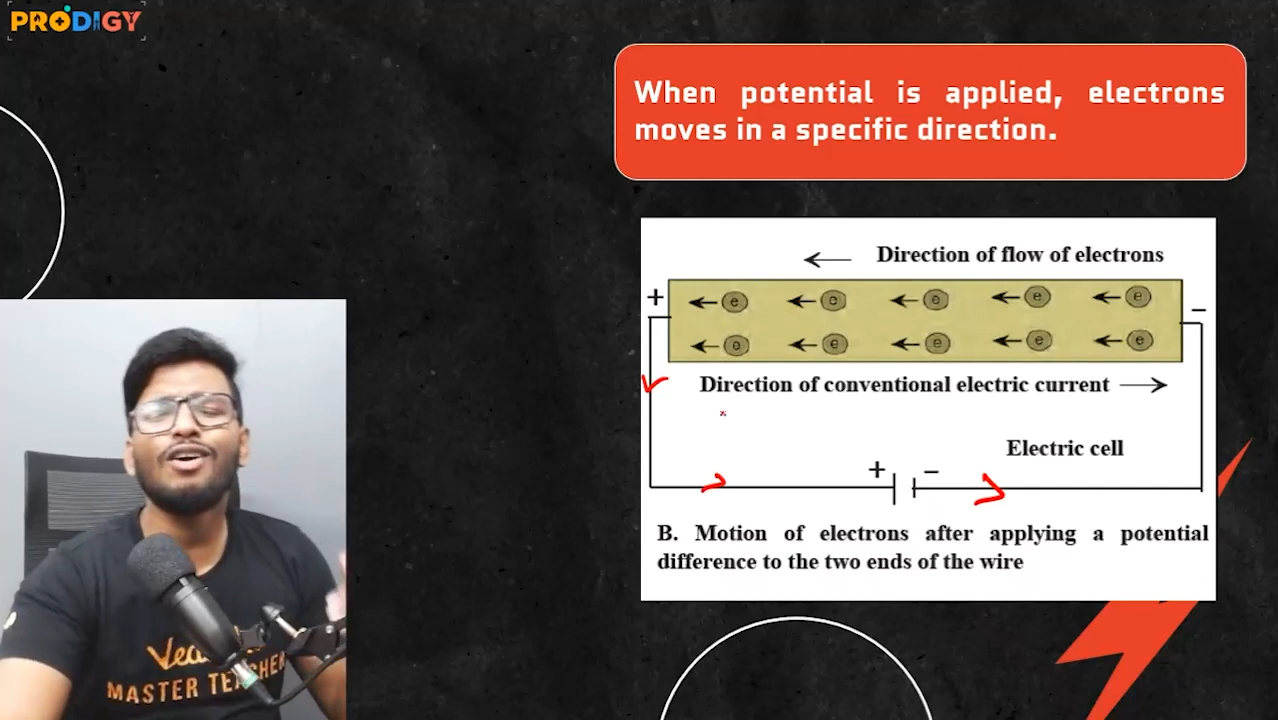 PRODIGY
When potential is applied, electrons
moves in a specific direction.
Direction of flow of electrons
+
−
e e e e e
e e e e e
Direction of conventional electric current
Electric cell
+ −
B. Motion of electrons after applying a potential
difference to the two ends of the wire
MASTER TEACHER